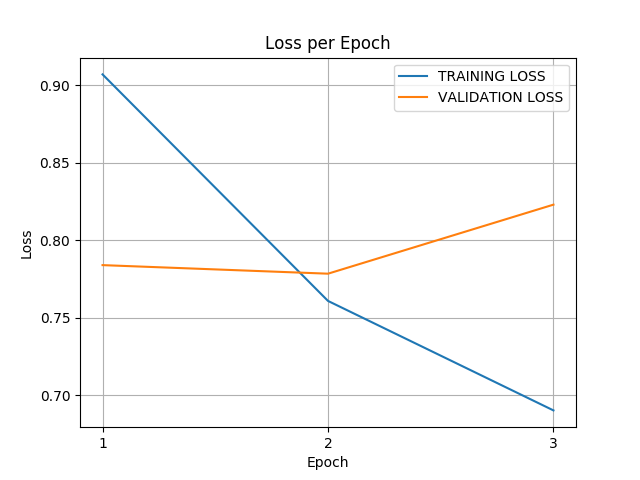 Loss per Epoch
TRAINING LOSS
VALIDATION LOSS
0.90
0.85
0.80
0.75
0.70
Loss
1 2 3
Epoch